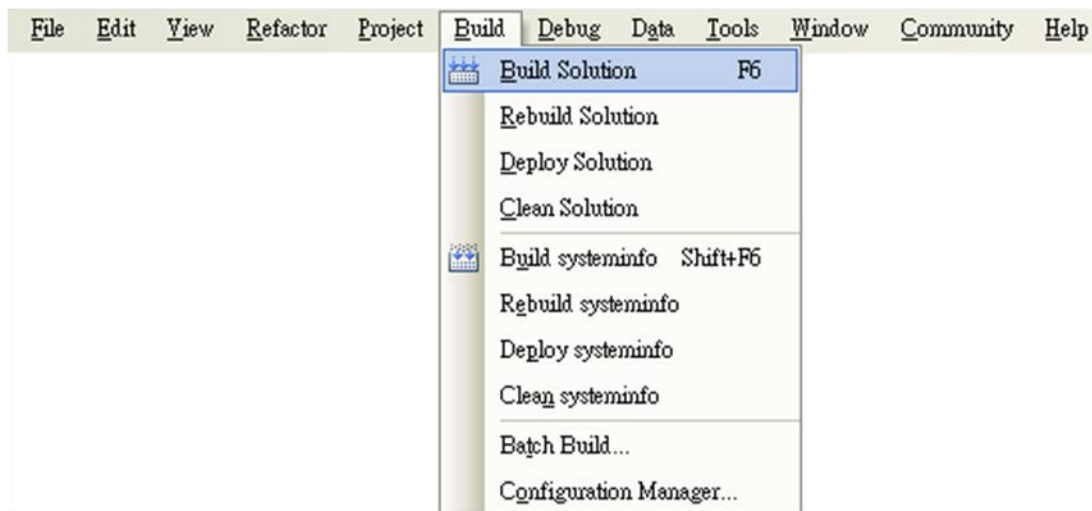 File Edit View Refactor Project Build Debug Data Tools Window Community Help
Build Solution F6
Rebuild Solution
Deploy Solution
Clean Solution
Build systeminfo Shift+F6
Rebuild systeminfo
Deploy systeminfo
Clean systeminfo
Batch Build...
Configuration Manager...